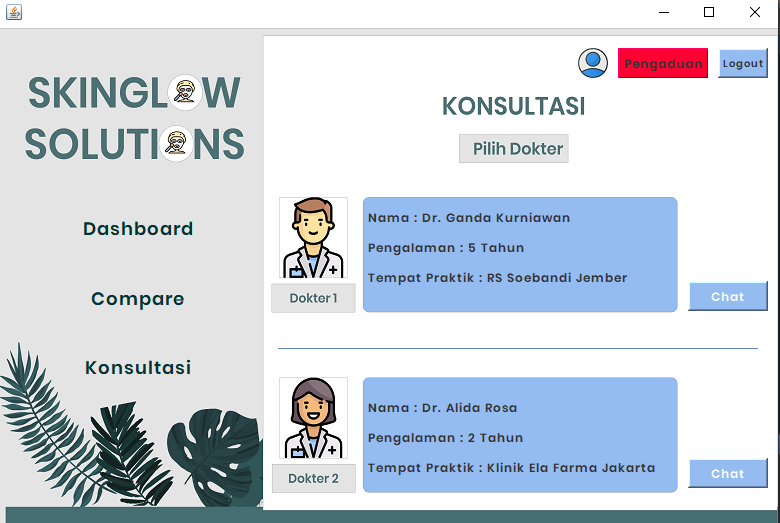 SKINGLOW
SOLUTIONS
Dashboard
Compare
Konsultasi
Pengaduan
Logout
KONSULTASI
Pilih Dokter
Dokter 1
Nama : Dr. Ganda Kurniawan
Pengalaman : 5 Tahun
Tempat Praktik : RS Soebandi Jember
Chat
Dokter 2
Nama : Dr. Alida Rosa
Pengalaman : 2 Tahun
Tempat Praktik : Klinik Ela Farma Jakarta
Chat